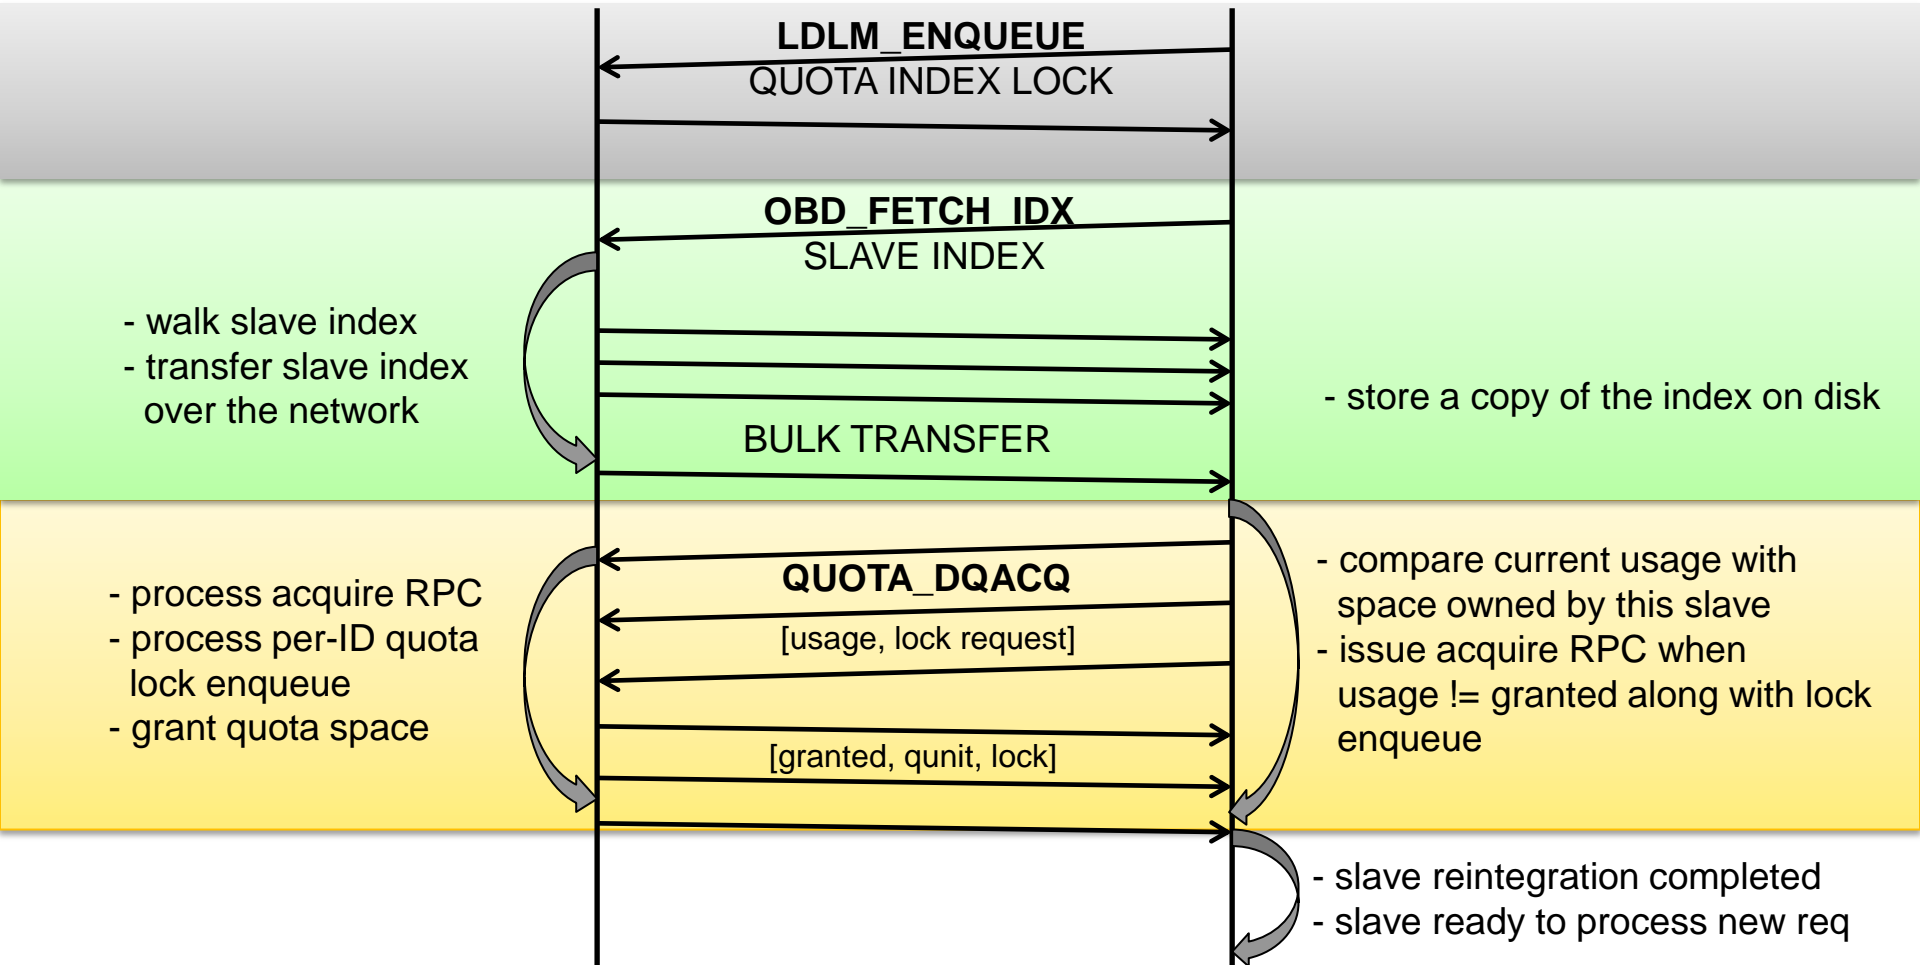 LDLM_ENQUEUE
QUOTA INDEX LOCK
OBD_FETCH_IDX
SLAVE INDEX
- walk slave index
- transfer slave index
over the network
- store a copy of the index on disk
BULK TRANSFER
- process acquire RPC
- process per-ID quota
lock enqueue
- grant quota space
QUOTA_DQACQ
[usage, lock request]
[granted, qunit, lock]
- compare current usage with
space owned by this slave
- issue acquire RPC when
usage != granted along with lock
enqueue
- slave reintegration completed
- slave ready to process new req